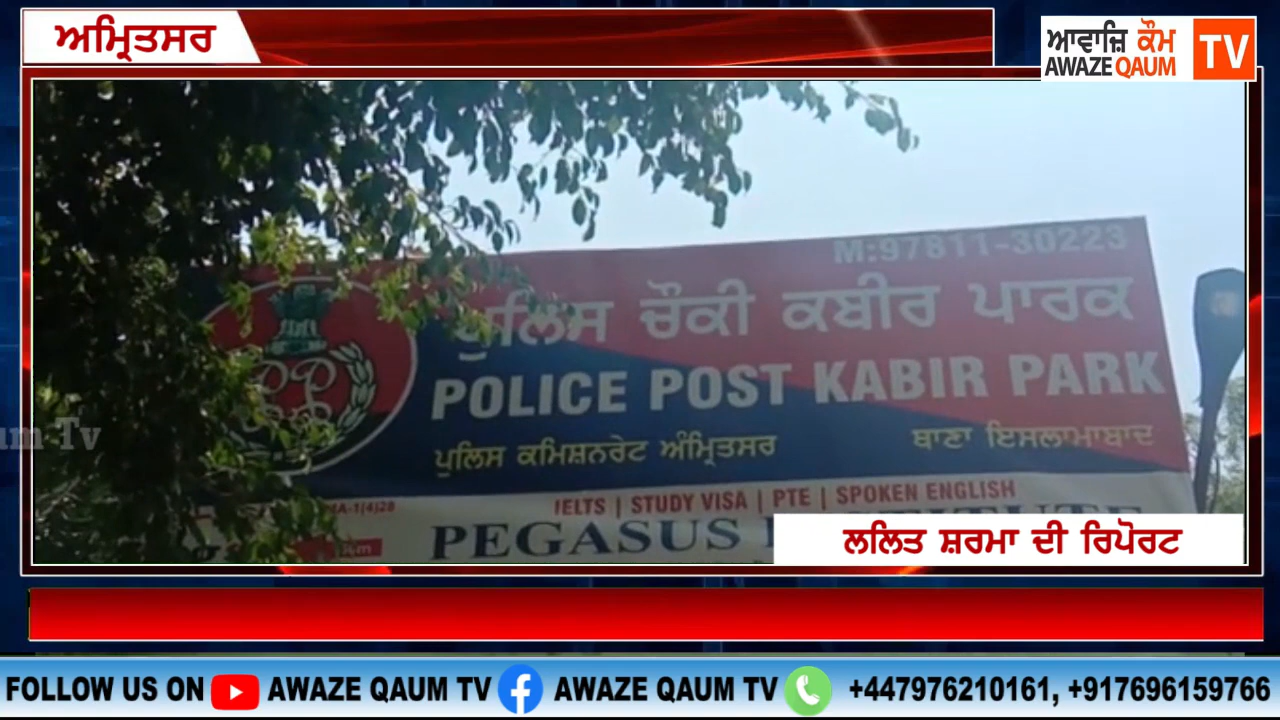 ਅਮ੍ਰਿਤਸਰ
ਆਵਾਜ਼ਿ ਕੌਮ
AWAZE QAUM
TV
M:97811-30223
ਪੁਲਿਸ ਚੌਂਕੀ ਕਬੀਰ ਪਾਰਕ
POLICE POST KABIR PARK
ਪੁਲਿਸ ਕਮਿਸ਼ਨਰੇਟ ਅੰਮ੍ਰਿਤਸਰ
ਥਾਣਾ ਇਸਲਾਮਾਬਾਦ
um Tv
IELTS | STUDY VISA | PTE | SPOKEN ENGLISH
PEGASUS
ਲਲਿਤ ਸ਼ਰਮਾ ਦੀ ਰਿਪੋਰਟ
FOLLOW US ON AWAZE QAUM TV AWAZE QAUM TV +447976210161, +917696159766